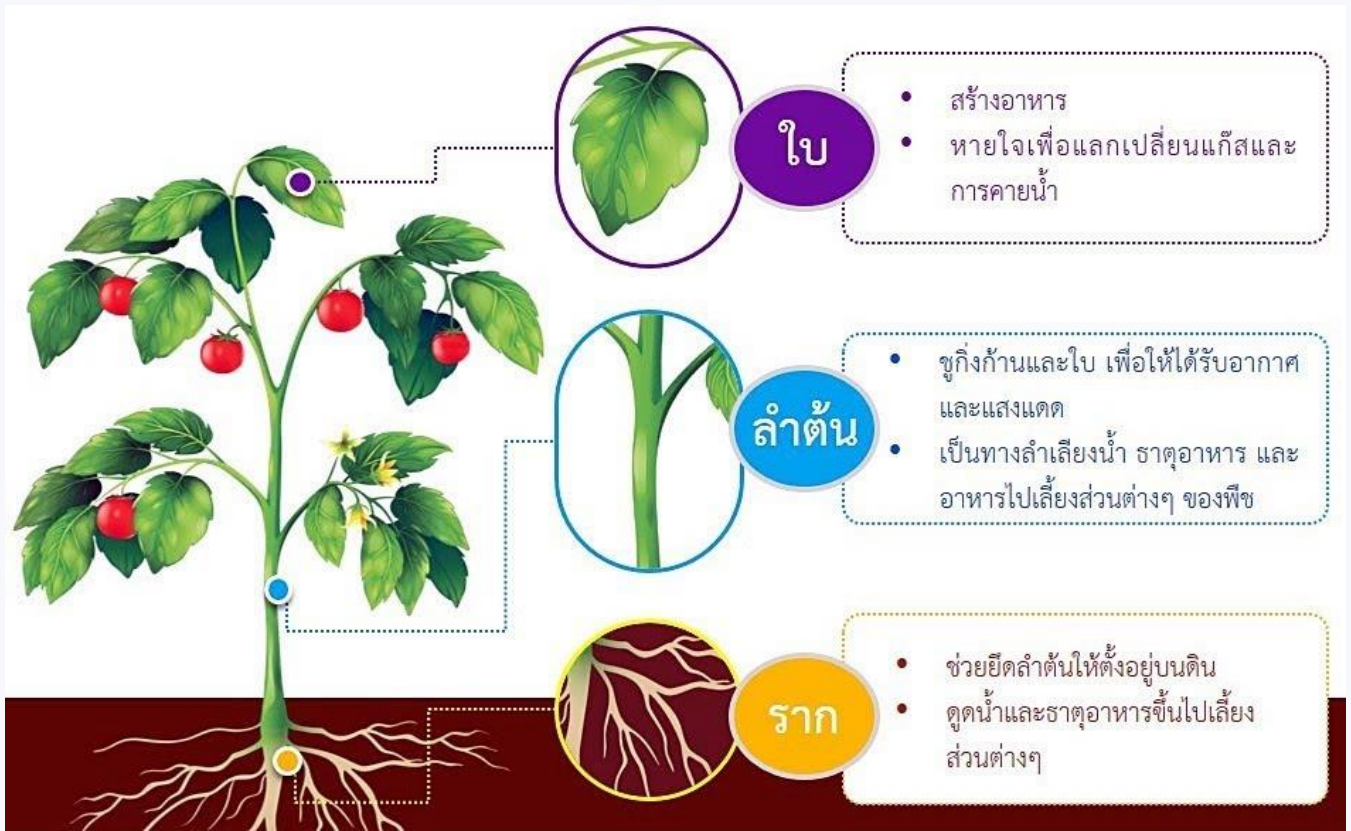 ใบ
• สร้างอาหาร
• หายใจเพื่อแลกเปลี่ยนแก๊สและ
การคายน้ำ
ลำต้น
• ชูกิ่งก้านและใบ เพื่อให้ได้รับอากาศ
และแสงแดด
• เป็นทางลำเลียงน้ำ ธาตุอาหาร และ
อาหารไปเลี้ยงส่วนต่างๆ ของพืช
ราก
• ช่วยยึดลำต้นให้ตั้งอยู่บนดิน
• ดูดน้ำและธาตุอาหารขึ้นไปเลี้ยง
ส่วนต่างๆ